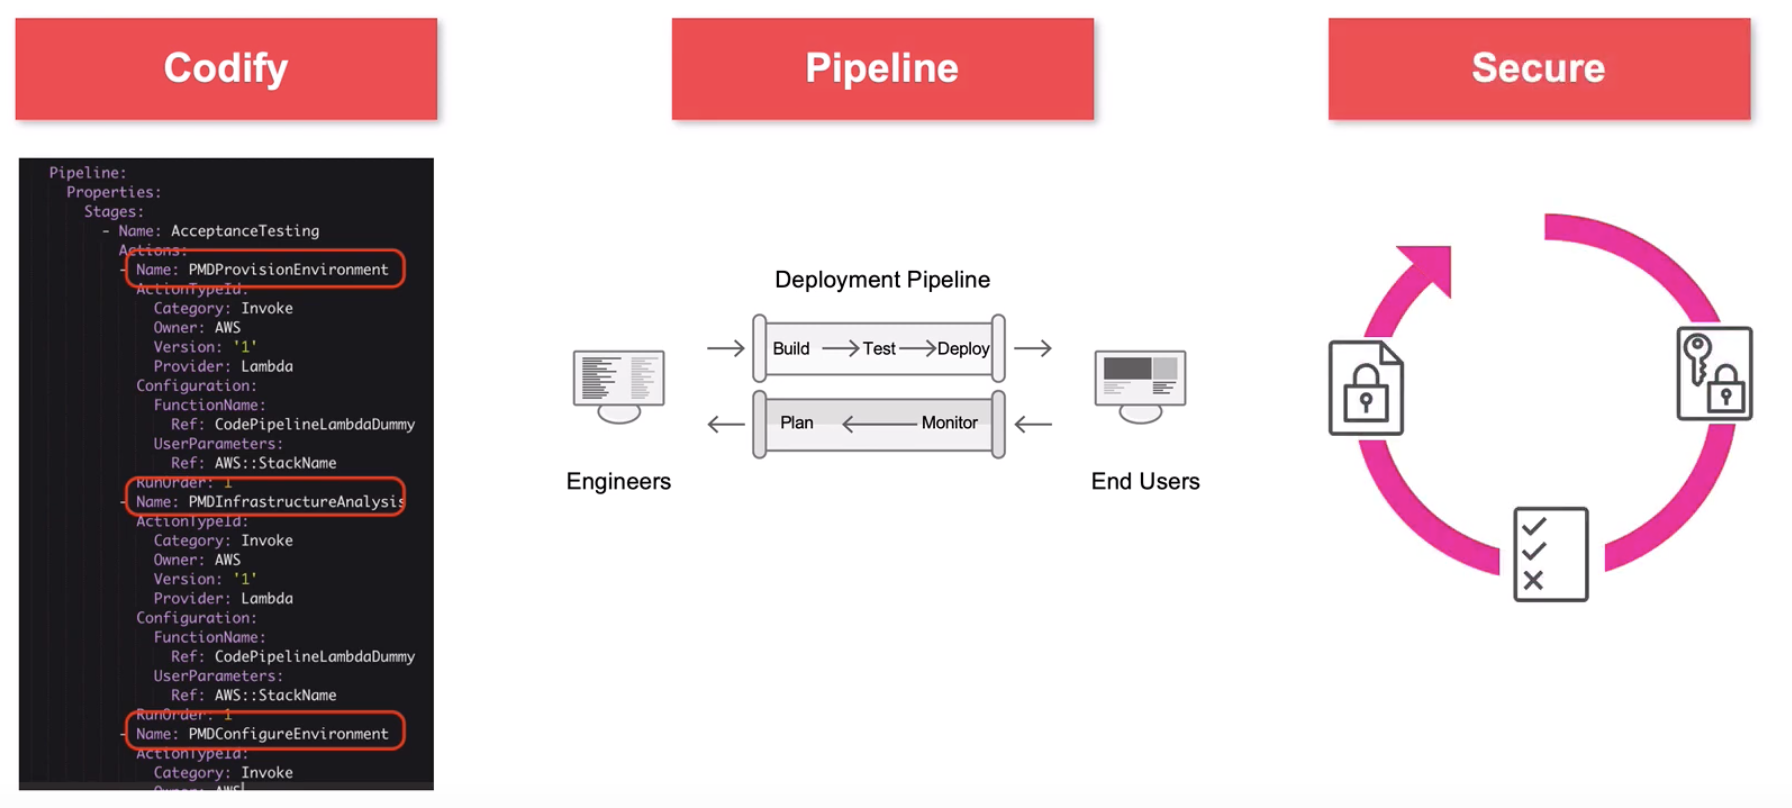 Codify
Pipeline:
Properties:
Stages:
- Name: AcceptanceTesting
Actions:
- Name: PMDProvisionEnvironment
ActionTypeId:
Category: Invoke
Owner: AWS
Version: '1'
Provider: Lambda
Configuration:
FunctionName:
Ref: CodePipelineLambdaDummy
UserParameters:
Ref: AWS::StackName
RunOrder: 1
- Name: PMDInfrastructureAnalysis
ActionTypeId:
Category: Invoke
Owner: AWS
Version: '1'
Provider: Lambda
Configuration:
FunctionName:
Ref: CodePipelineLambdaDummy
UserParameters:
Ref: AWS::StackName
RunOrder: 1
- Name: PMDConfigureEnvironment
ActionTypeId:
Category: Invoke
Owner: AWS
Pipeline
Deployment Pipeline
Build
Test
Deploy
Plan
Monitor
Engineers
End Users
Secure